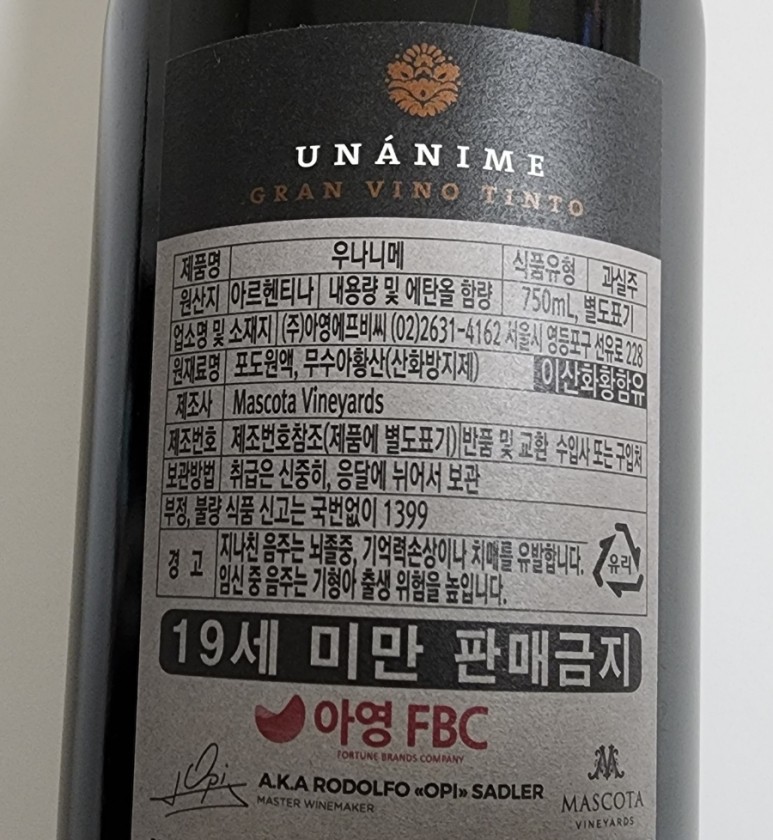 UNÁNIME
GRAN VINO TINTO
제품명 우나니메 식품유형 과실주
원산지 아르헨티나 내용량 및 에탄올 함량 750mL, 별도표기
업소명 및 소재지 (주)아영에프비씨 (02)2631-4162 서울시 영등포구 선유로 228
원재료명 포도원액, 무수아황산(산화방지제) 이산화황함유
제조사 Mascota Vineyards
제조번호 제조번호참조(제품에 별도표기) 반품 및 교환 수입사 또는 구입처
보관방법 취급은 신중히, 응달에 뉘어서 보관
부정, 불량 식품 신고는 국번없이 1399
경 고 지나친 음주는 뇌졸중, 기억력손상이나 치매를 유발합니다.
임신 중 음주는 기형아 출생 위험을 높입니다.
유리
19세 미만 판매금지
아영 FBC
FORTUNE BRANDS COMPANY
Opi
A.K.A RODOLFO «OPI» SADLER
MASTER WINEMAKER
M
MASCOTA
VINEYARDS